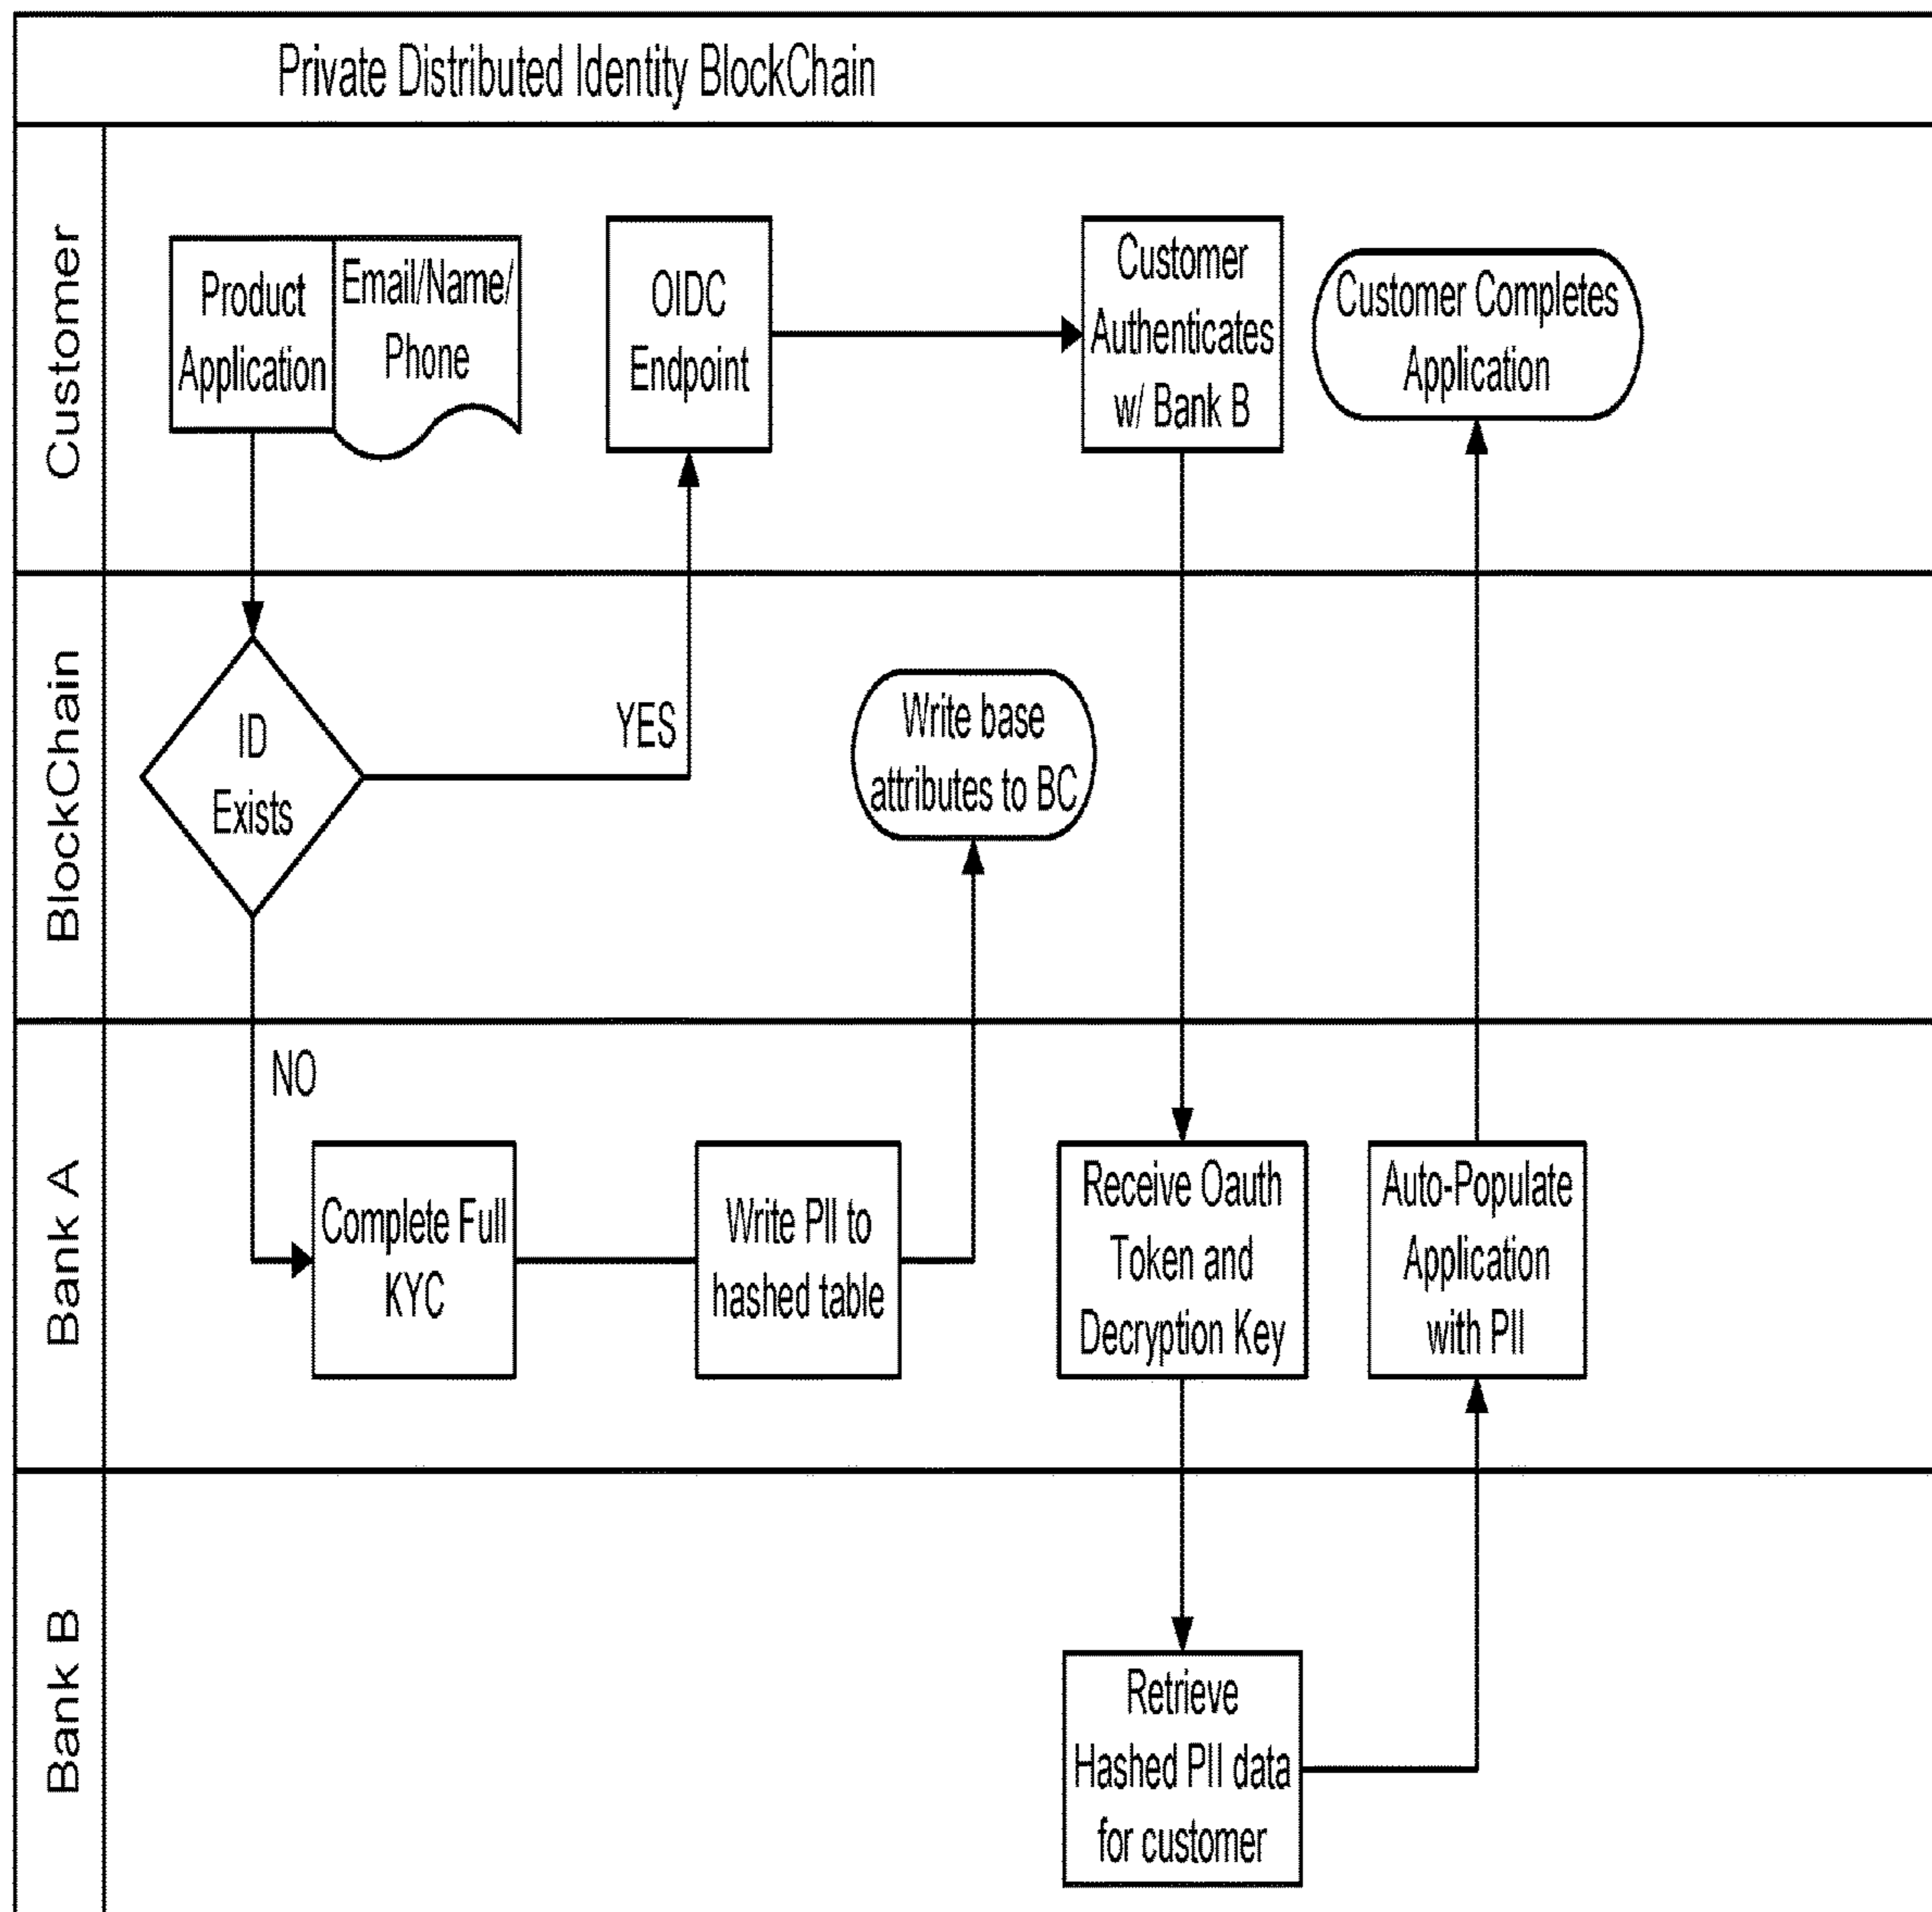 Private Distributed Identity BlockChain
Customer
Product
Application
Email/Name/
Phone
OIDC
Endpoint
Customer
Authenticates
w/ Bank B
Customer Completes
Application
BlockChain
ID
Exists
YES
Write base
attributes to BC
Bank A
NO
Complete Full
KYC
Write PII to
hashed table
Receive Oauth
Token and
Decryption Key
Auto-Populate
Application
with PII
Bank B
Retrieve
Hashed PII data
for customer